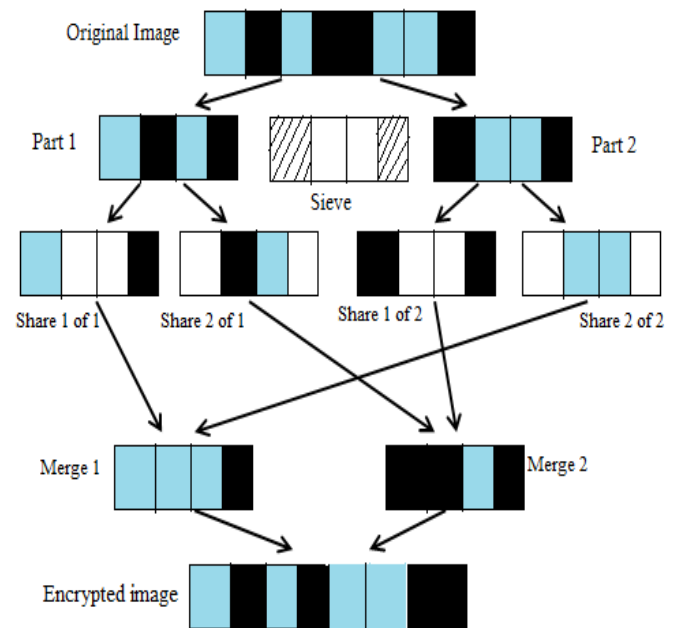 Original Image
Part 1
Part 2
Sieve
Share 1 of 1
Share 2 of 1
Share 1 of 2
Share 2 of 2
Merge 1
Merge 2
Encrypted image